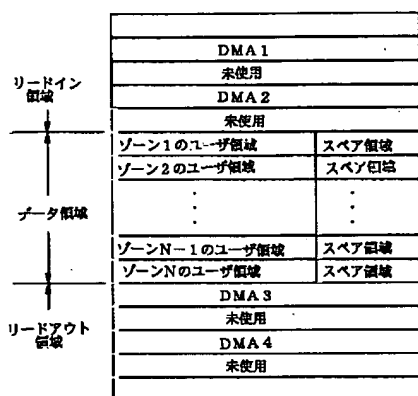 DMA1
未使用
リードイン
領域
DMA2
未使用
ゾーン1のユーザ領域 スペア領域
ゾーン2のユーザ領域 スペア領域
データ領域
ゾーンN-1のユーザ領域 スペア領域
ゾーンNのユーザ領域 スペア領域
DMA3
未使用
リードアウト
領域
DMA4
未使用